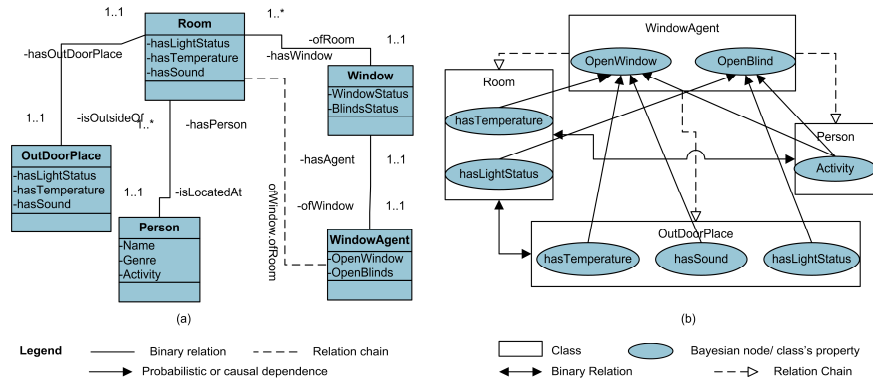 1..1
Room
1..*
-hasOutDoorPlace
-hasLightStatus
-hasTemperature
-hasSound
-ofRoom
-hasWindow
1..1
Window
-WindowStatus
-BlindsStatus
1..1
-isOutsideOf
1..*
-hasPerson
OutDoorPlace
-hasLightStatus
-hasTemperature
-hasSound
-hasAgent
1..1
1..1
-isLocatedAt
-ofWindow
1..1
Person
-Name
-Genre
-Activity
ofWindow.ofRoom
WindowAgent
-OpenWindow
-OpenBlinds
(a)
WindowAgent
OpenWindow
OpenBlind
Room
hasTemperature
hasLightStatus
Person
Activity
OutDoorPlace
hasTemperature
hasSound
hasLightStatus
(b)
Legend
Binary relation
Relation chain
Probabilistic or causal dependence
Class
Bayesian node/ class's property
Binary Relation
Relation Chain